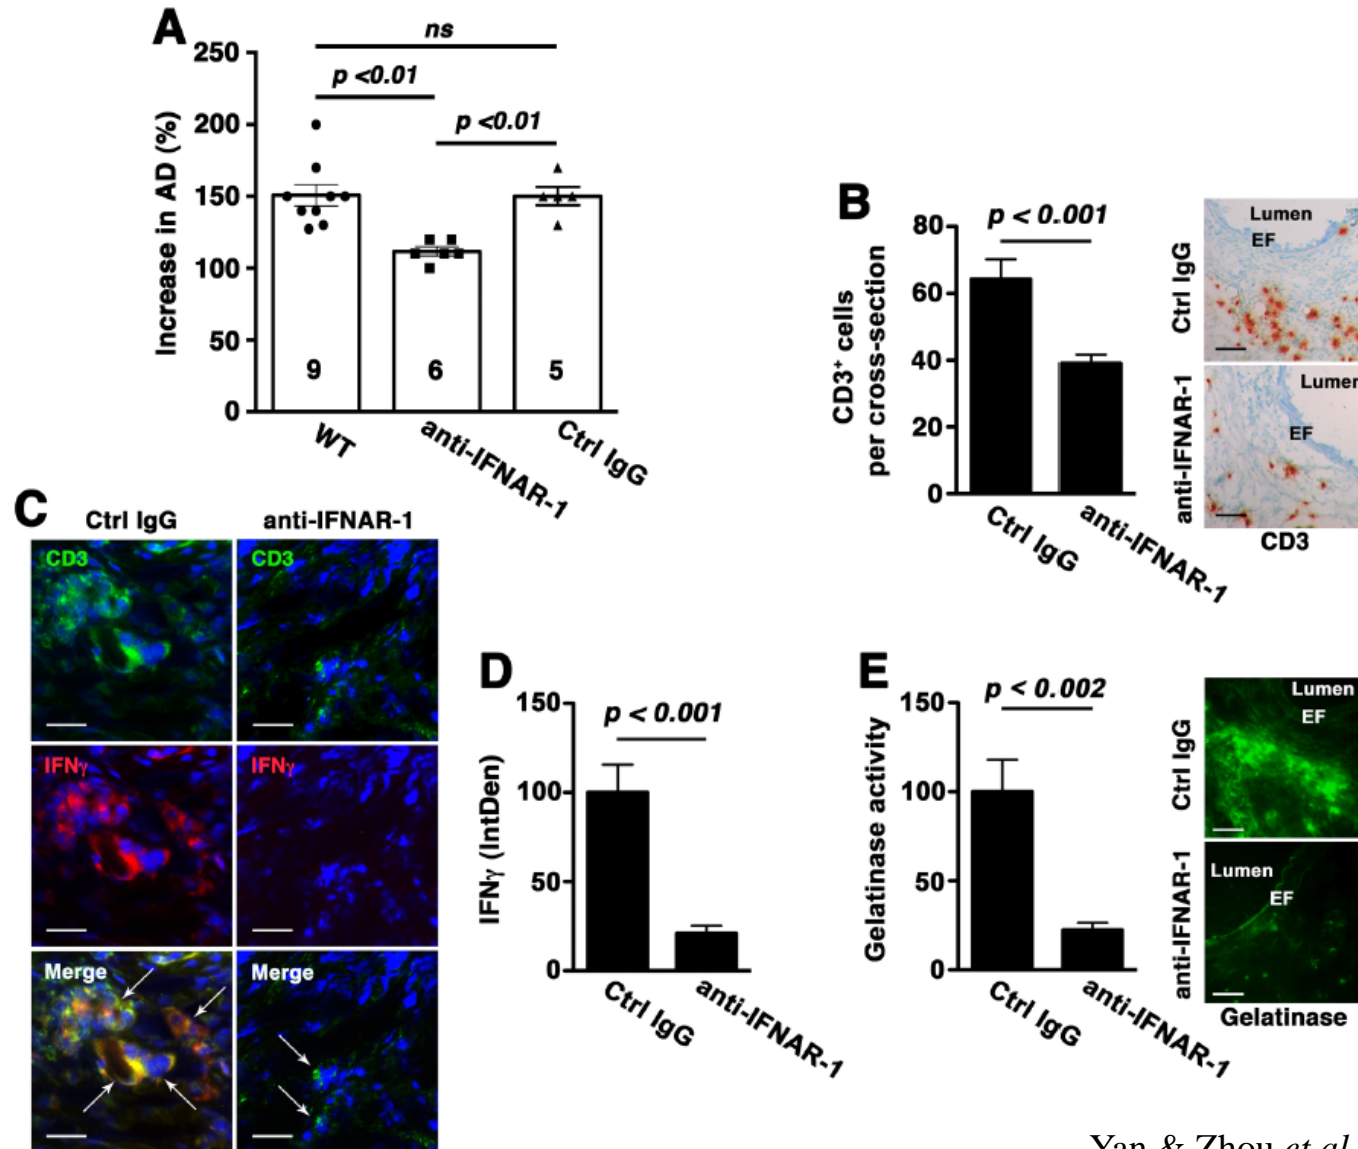 A
Increase in AD (%)
250
200
150
100
50
0
ns
p <0.01
p <0.01
9
6
5
WT
anti-IFNAR-1
Ctrl IgG
B
CD3⁺ cells
per cross-section
80
60
40
20
0
p < 0.001
Ctrl IgG
anti-IFNAR-1
Ctrl IgG
Lumen
EF
anti-IFNAR-1
Lumen
EF
CD3
C
Ctrl IgG
anti-IFNAR-1
CD3
CD3
IFNγ
IFNγ
Merge
Merge
D
IFNγ (IntDen)
150
100
50
0
p < 0.001
Ctrl IgG
anti-IFNAR-1
E
Gelatinase activity
150
100
50
0
p < 0.002
Ctrl IgG
anti-IFNAR-1
Ctrl IgG
Lumen
EF
anti-IFNAR-1
Lumen
EF
Gelatinase
Yan & Zhou et al